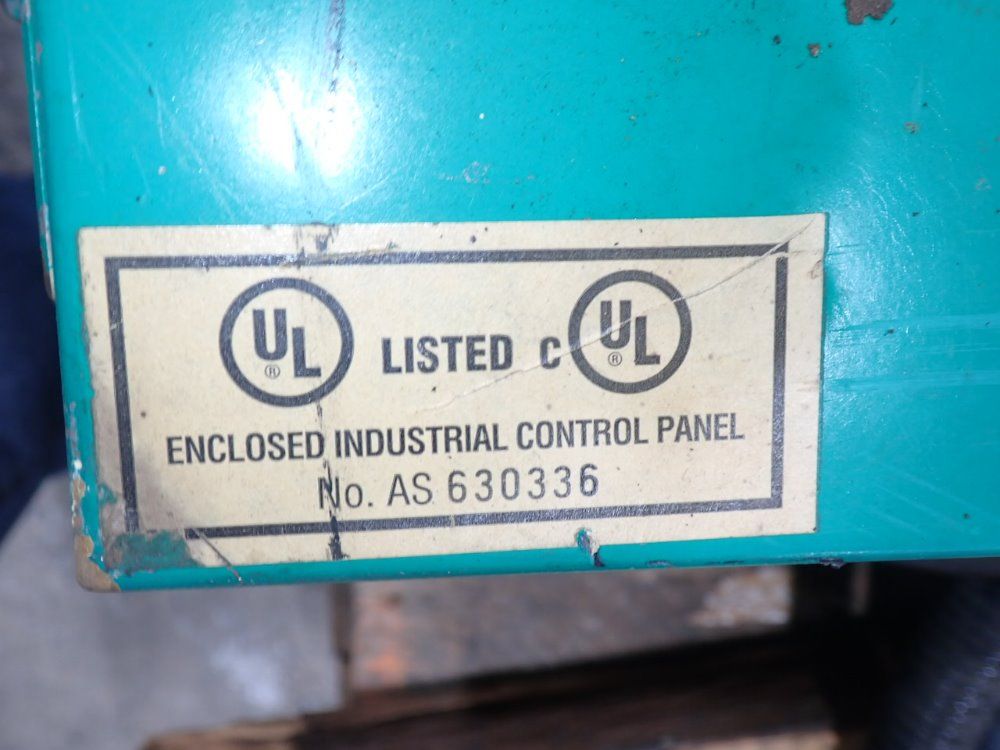 UL® LISTED C UL®
ENCLOSED INDUSTRIAL CONTROL PANEL
No. AS 630336